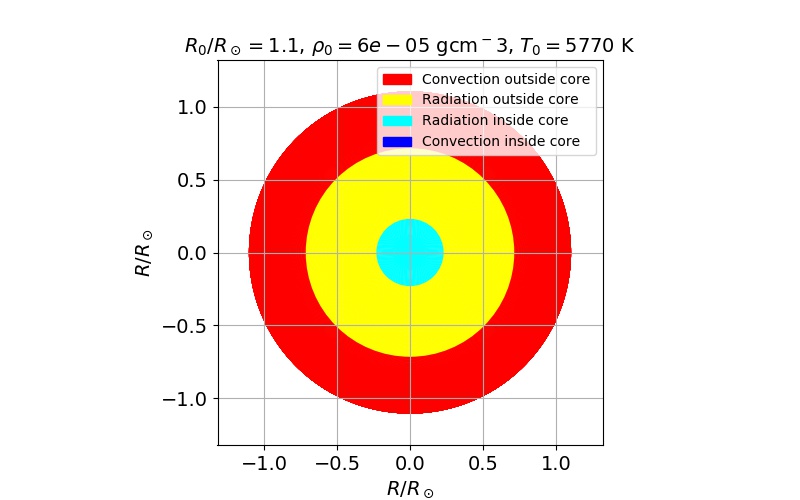 R₀/R⊙ = 1.1, ρ₀ = 6e − 05 gcm⁻3, T₀ = 5770 K
Convection outside core
Radiation outside core
Radiation inside core
Convection inside core
R/R⊙
1.0
0.5
0.0
−0.5
−1.0
−1.0 −0.5 0.0 0.5 1.0
R/R⊙